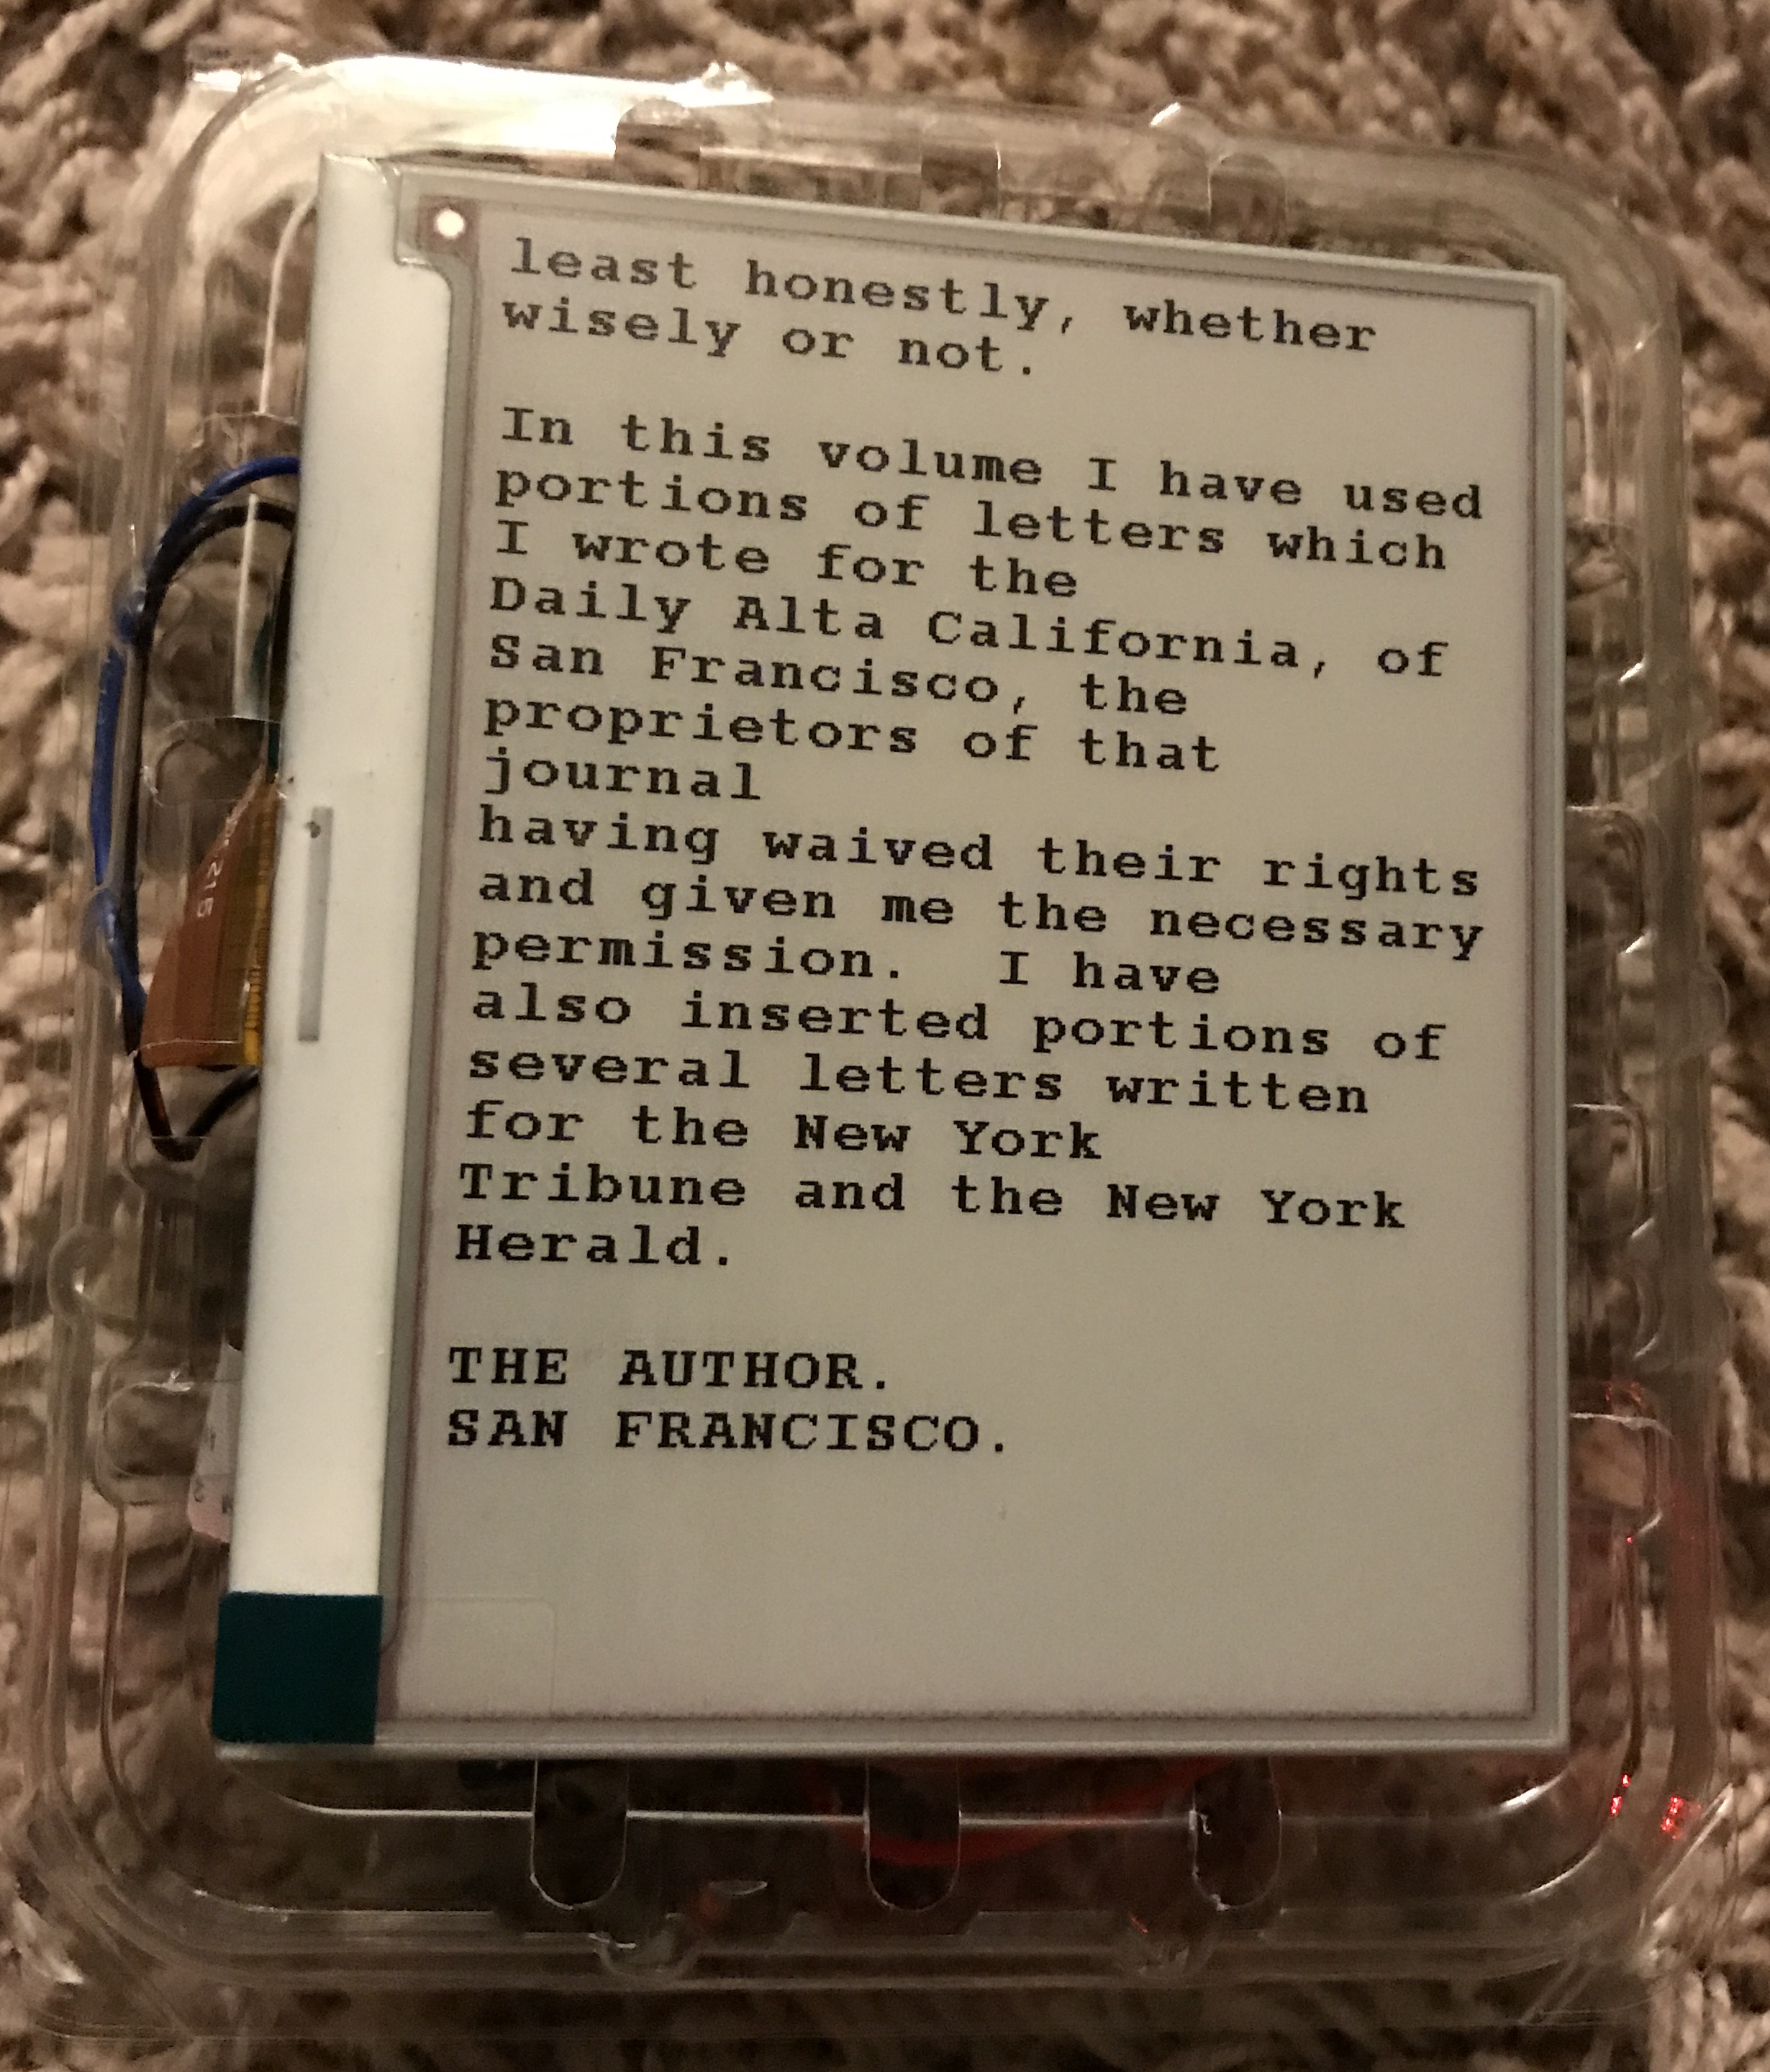 least honestly, whether
wisely or not.
In this volume I have used
portions of letters which
I wrote for the
Daily Alta California, of
San Francisco, the
proprietors of that
journal
having waived their rights
and given me the necessary
permission.  I have
also inserted portions of
several letters written
for the New York
Tribune and the New York
Herald.
THE AUTHOR.
SAN FRANCISCO.